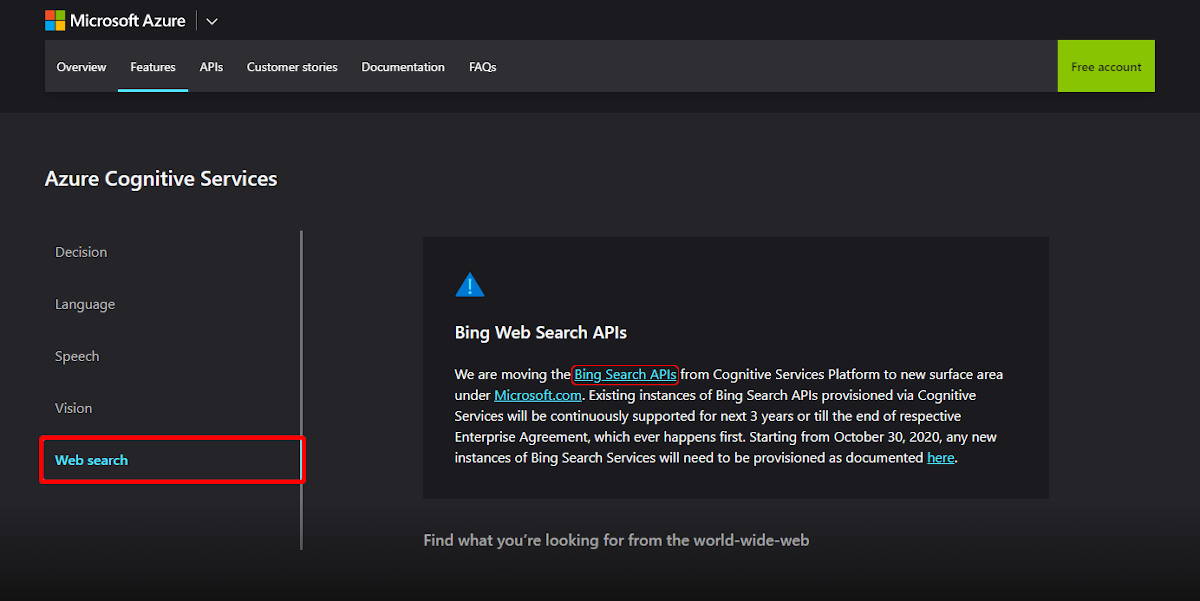 Microsoft Azure
Overview Features APIs Customer stories Documentation FAQs Free account
Azure Cognitive Services
Decision
Language
Speech
Vision
Web search
Bing Web Search APIs
We are moving the Bing Search APIs from Cognitive Services Platform to new surface area
under Microsoft.com. Existing instances of Bing Search APIs provisioned via Cognitive
Services will be continuously supported for next 3 years or till the end of respective
Enterprise Agreement, which ever happens first. Starting from October 30, 2020, any new
instances of Bing Search Services will need to be provisioned as documented here.
Find what you’re looking for from the world-wide-web